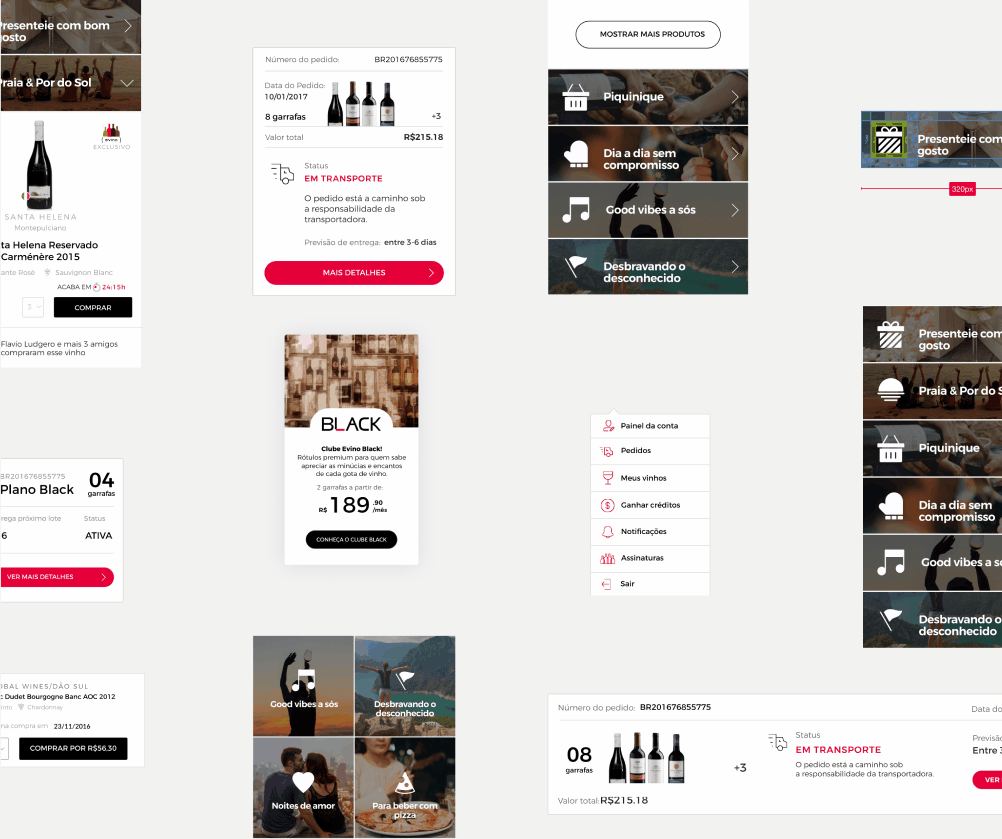 Presenteie com bom
gosto
Praia & Por do Sol
evino
EXCLUSIVO
SANTA HELENA
Montepulciano
ta Helena Reservado
Carménère 2015
ante Rosé Sauvignon Blanc
ACABA EM 24:15h
3
COMPRAR
Flavio Ludgero e mais 3 amigos
compraram esse vinho
BR201676855775
Plano Black
04
garrafas
rega próximo lote Status
6 ATIVA
VER MAIS DETALHES
OBAL WINES/DÃO SUL
: Dudet Bourgogne Banc AOC 2012
into Chardonnay
na compra em: 23/11/2016
COMPRAR POR R$56,30
Número do pedido: BR201676855775
Data do Pedido:
10/01/2017
8 garrafas
+3
Valor total R$215.18
Status
EM TRANSPORTE
O pedido está a caminho sob
a responsabilidade da
transportadora.
Previsão de entrega: entre 3-6 dias
MAIS DETALHES
BLACK
Clube Evino Black!
Rótulos premium para quem sabe
apreciar as minúcias e encantos
de cada gota de vinho.
2 garrafas a partir de:
R$ 189 ,90
/mês
CONHEÇA O CLUBE BLACK
Good vibes a sós
Desbravando o
desconhecido
Noites de amor
Para beber com
pizza
MOSTRAR MAIS PRODUTOS
Piquinique
Dia a dia sem
compromisso
Good vibes a sós
Desbravando o
desconhecido
Painel da conta
Pedidos
Meus vinhos
Ganhar créditos
Notificações
Assinaturas
Sair
Número do pedido: BR201676855775
Data do
08
garrafas
+3
Valor total: R$215.18
Status
EM TRANSPORTE
O pedido está a caminho sob
a responsabilidade da transportadora.
Previsão
Entre 3
VER
Presenteie com
gosto
320px
Presenteie com
gosto
Praia & Por do S
Piquinique
Dia a dia sem
compromisso
Good vibes a só
Desbravando o
desconhecido